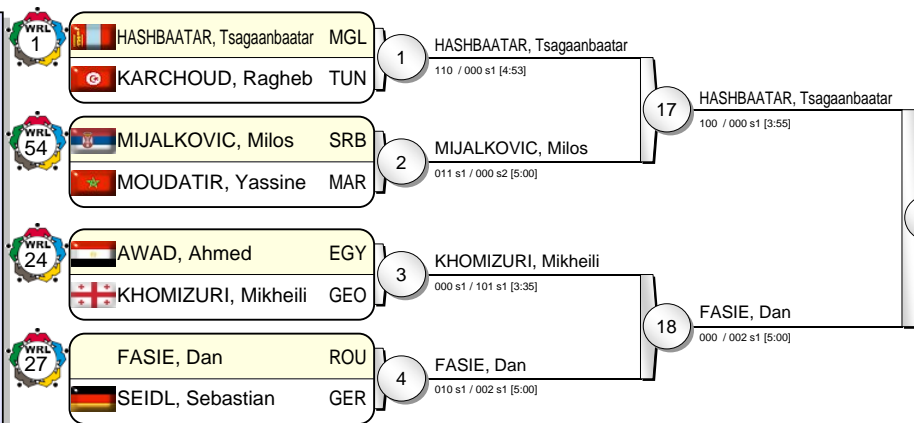 WRL
1
HASHBAATAR, Tsagaanbaatar MGL
KARCHOUD, Ragheb TUN
1
HASHBAATAR, Tsagaanbaatar
110 / 000 s1 [4:53]
WRL
54
MIJALKOVIC, Milos SRB
MOUDATIR, Yassine MAR
2
MIJALKOVIC, Milos
011 s1 / 000 s2 [5:00]
17
HASHBAATAR, Tsagaanbaatar
100 / 000 s1 [3:55]
WRL
24
AWAD, Ahmed EGY
KHOMIZURI, Mikheili GEO
3
KHOMIZURI, Mikheili
000 s1 / 101 s1 [3:35]
WRL
27
FASIE, Dan ROU
SEIDL, Sebastian GER
4
FASIE, Dan
010 s1 / 002 s1 [5:00]
18
FASIE, Dan
000 / 002 s1 [5:00]